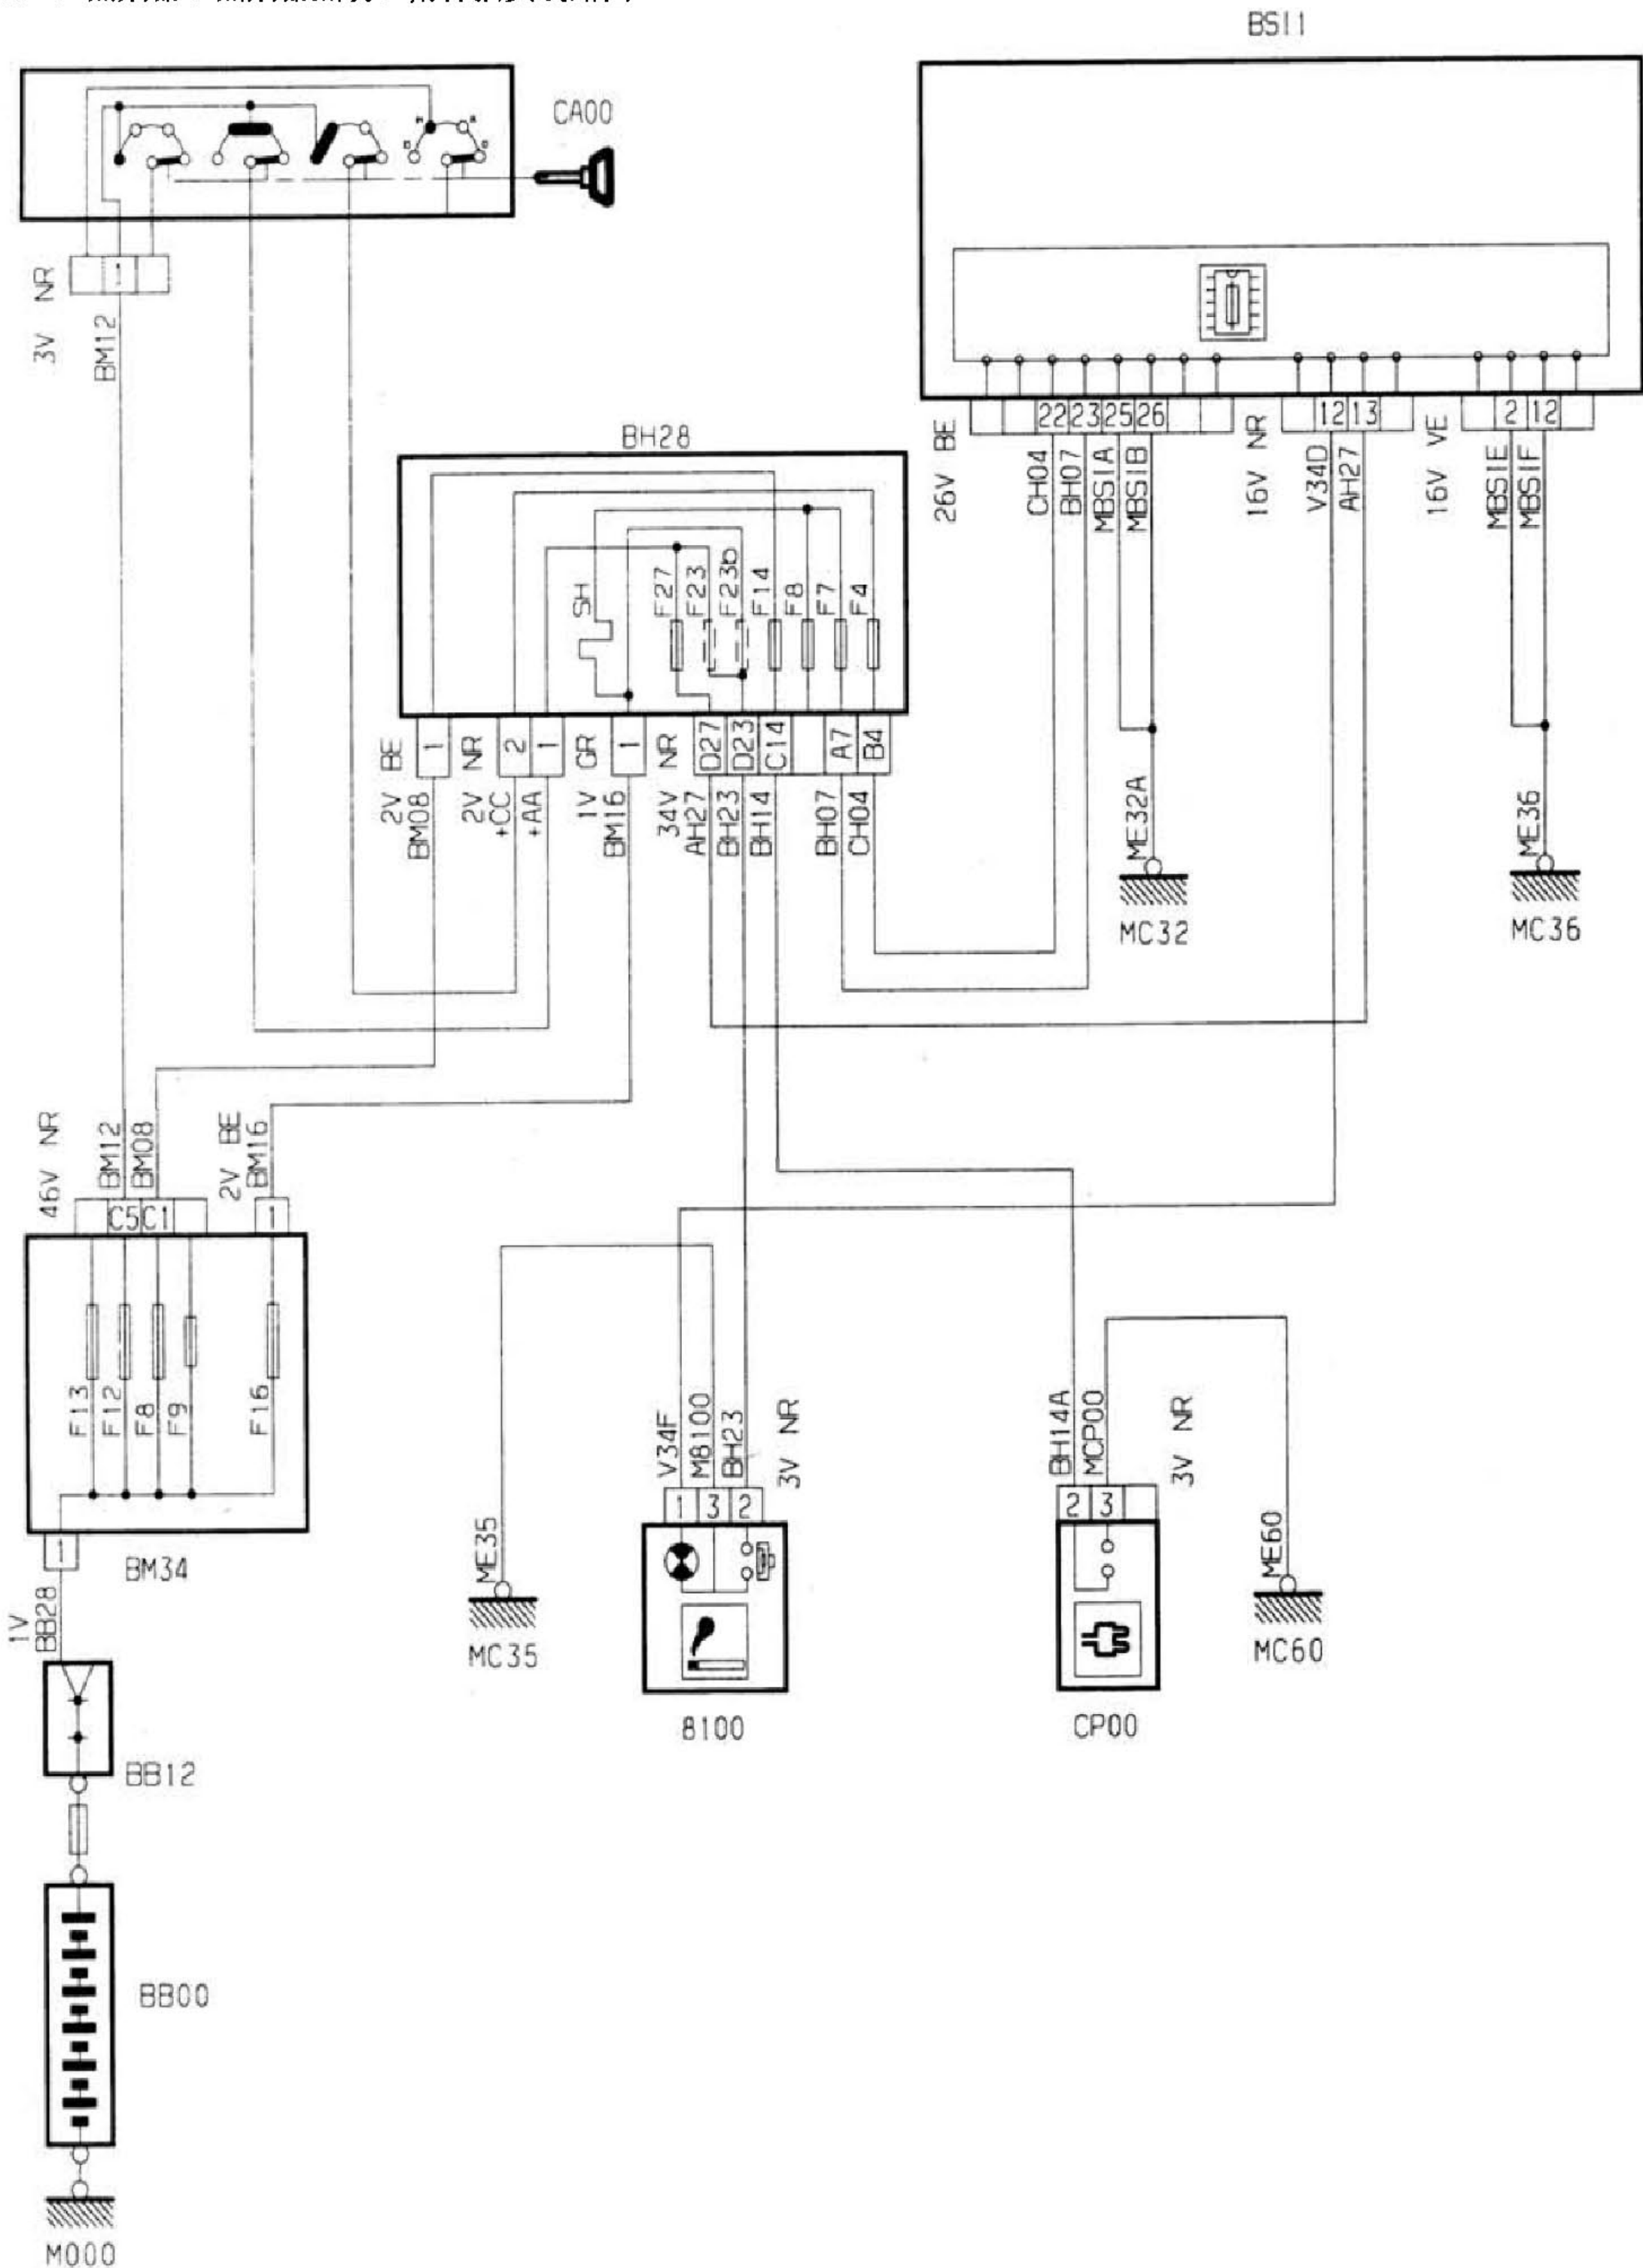 BSI1
CA00
3V NR
1
BM12
BH28
SH
F27
F23
F23b
F14
F8
F7
F4
26V BE
22
23
25
26
CH04
BH07
MBS1A
MBS1B
16V NR
12
13
V34D
AH27
16V VE
2
12
MBS1E
MBS1F
2V BE
1
BM08
2V NR
2
1
+CC
+AA
1V GR
1
BM16
34V NR
D27
D23
C14
A7
B4
AH27
BH23
BH14
BH07
CH04
ME32A
MC32
ME36
MC36
46V NR
BM12
BM08
C5
C1
2V BE
BM16
1
F13
F12
F8
F9
F16
1
BM34
1V
BB28
BB12
BB00
M000
ME35
MC35
V34F
M8100
BH23
3V NR
1
3
2
8100
BH14A
MCP00
3V NR
2
3
CP00
ME60
MC60